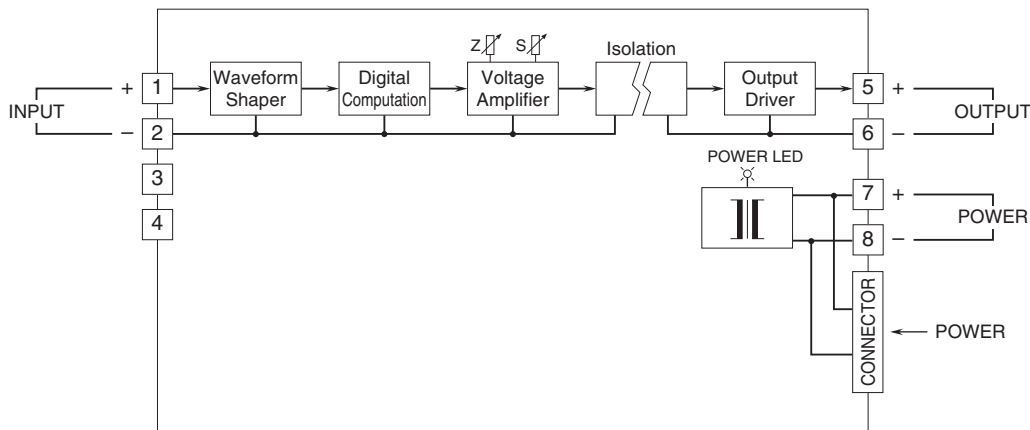 Z S Isolation
+ 1 Waveform Shaper Digital Computation Voltage Amplifier Output Driver 5 +
INPUT OUTPUT
– 2 6 –
3 POWER LED 7 +
POWER
4 8 –
CONNECTOR
POWER